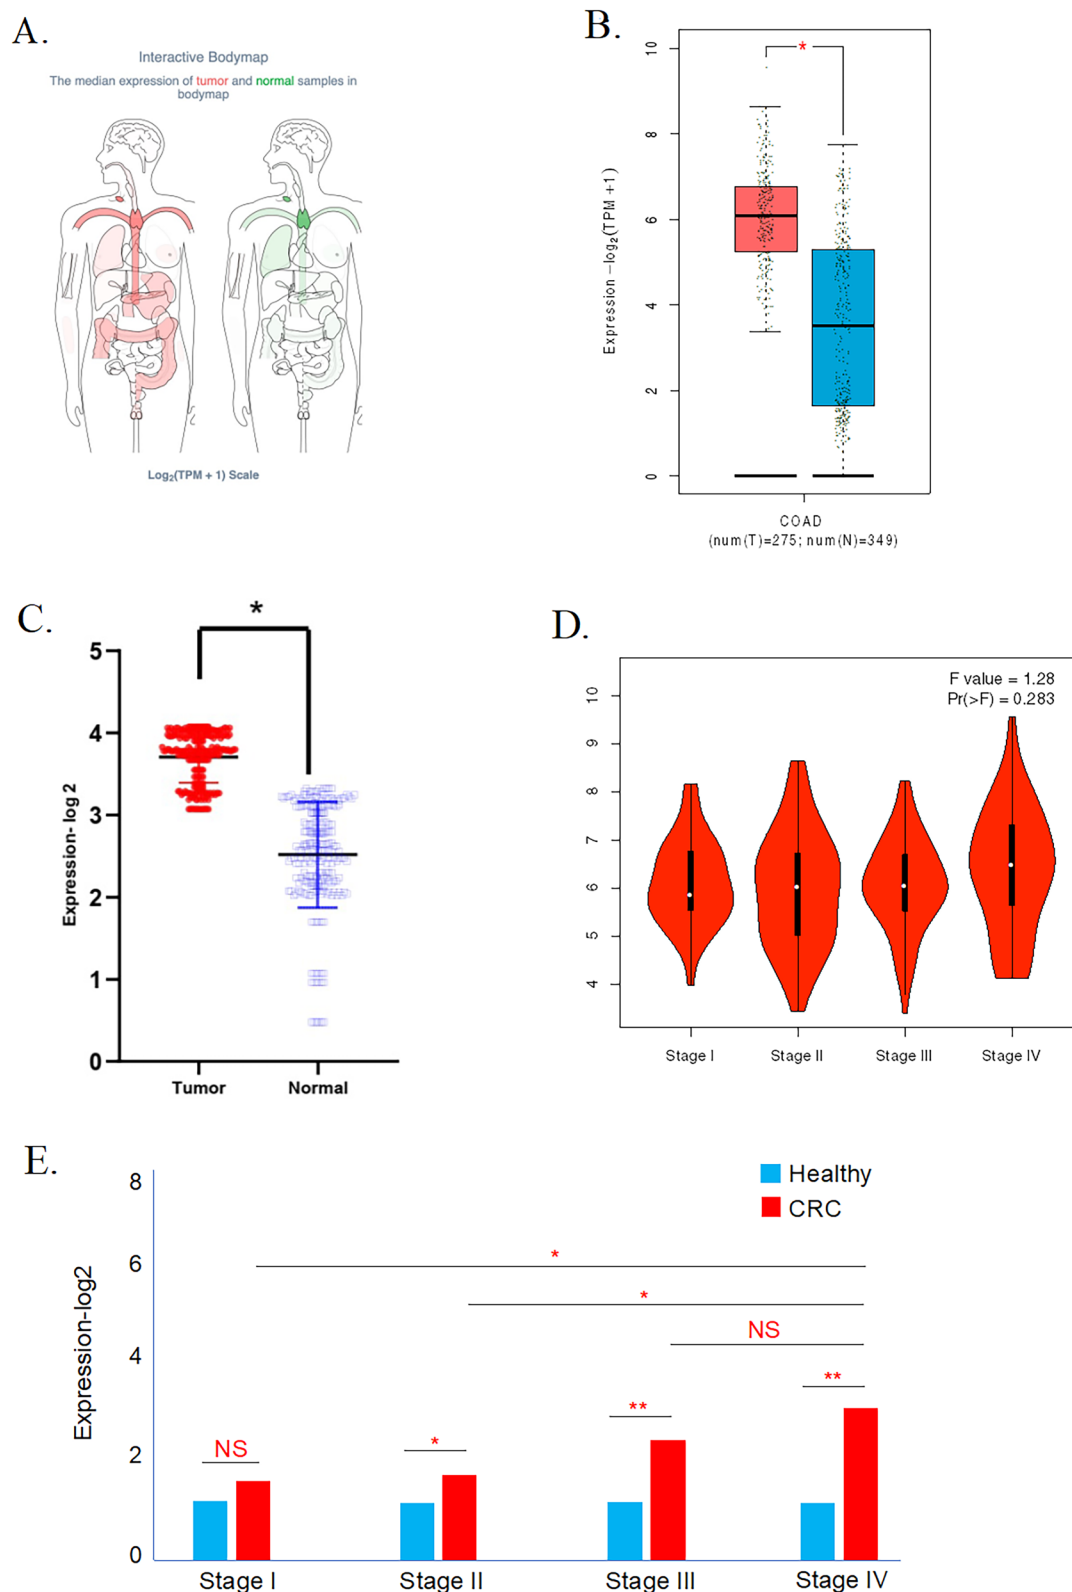 A.
Interactive Bodymap
The median expression of tumor and normal samples in
bodymap
Log2(TPM + 1) Scale
B.
Expression −log2(TPM +1)
10
8
6
4
2
0
*
COAD
(num(T)=275; num(N)=349)
C.
Expression- log 2
5
4
3
2
1
0
*
Tumor Normal
D.
F value = 1.28
Pr(>F) = 0.283
10
9
8
7
6
5
4
Stage I Stage II Stage III Stage IV
E.
Expression-log2
8
6
4
2
0
Healthy
CRC
*
*
NS
**
**
*
NS
Stage I Stage II Stage III Stage IV